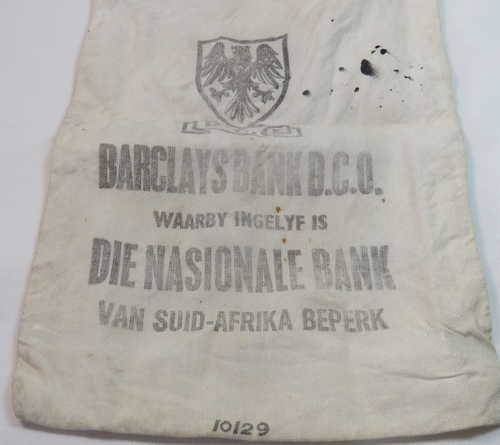 BARCLAYS BANK D.C.O.
WAARBY INGELYF IS
DIE NASIONALE BANK
VAN SUID-AFRIKA BEPERK
10129